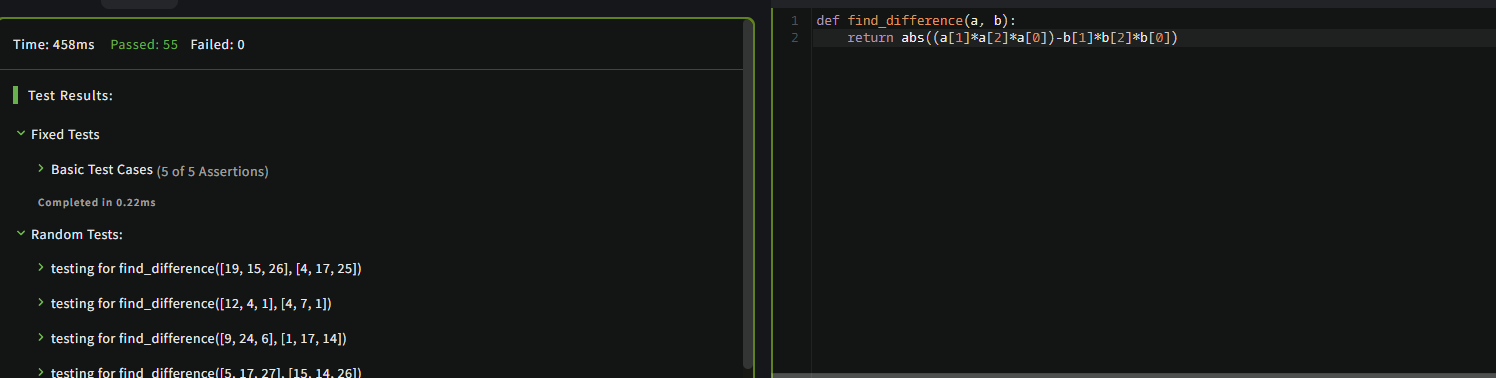 Time: 458ms Passed: 55 Failed: 0
Test Results:
Fixed Tests
Basic Test Cases (5 of 5 Assertions)
Completed in 0.22ms
Random Tests:
testing for find_difference([19, 15, 26], [4, 17, 25])
testing for find_difference([12, 4, 1], [4, 7, 1])
testing for find_difference([9, 24, 6], [1, 17, 14])
testing for find_difference([5, 17, 27], [15, 14, 26])
1 def find_difference(a, b):
2     return abs((a[1]*a[2]*a[0])-b[1]*b[2]*b[0])